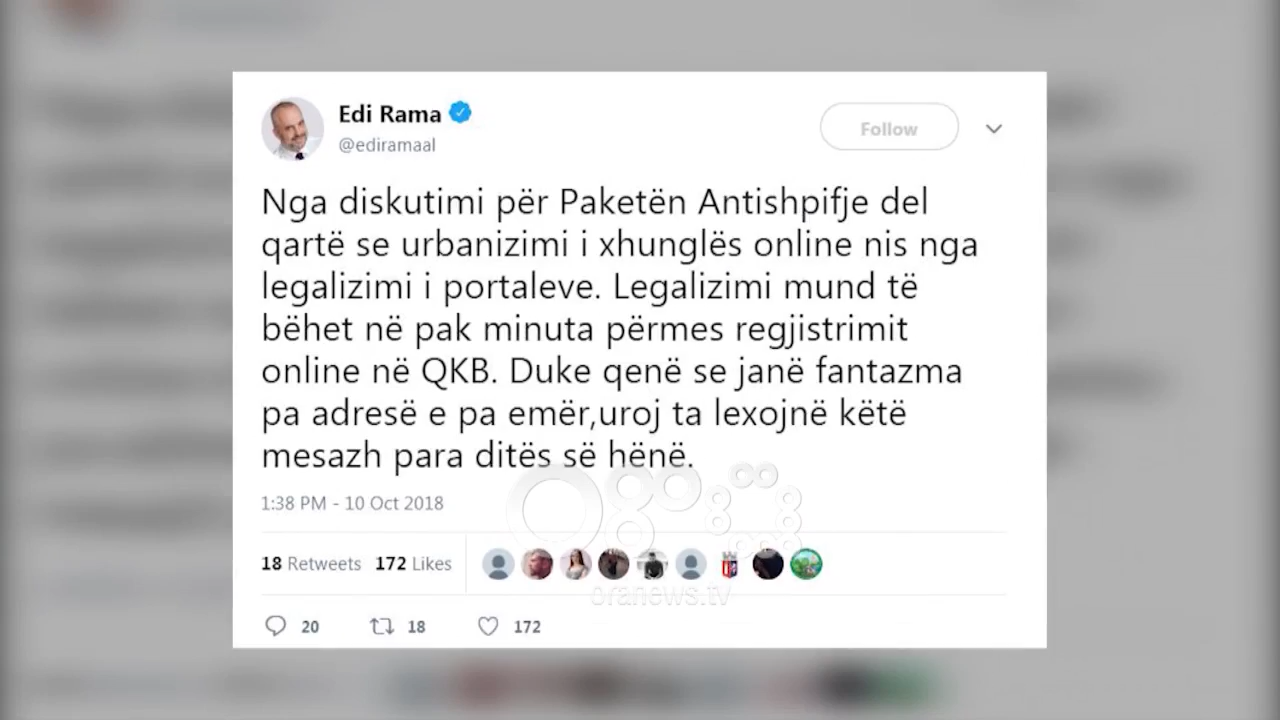 Edi Rama
@ediramaal
Follow
Nga diskutimi për Paketën Antishpifje del
qartë se urbanizimi i xhunglës online nis nga
legalizimi i portaleve. Legalizimi mund të
bëhet në pak minuta përmes regjistrimit
online në QKB. Duke qenë se janë fantazma
pa adresë e pa emër,uroj ta lexojnë këtë
mesazh para ditës së hënë.
1:38 PM - 10 Oct 2018
18 Retweets 172 Likes
oranews.tv
20 18 172